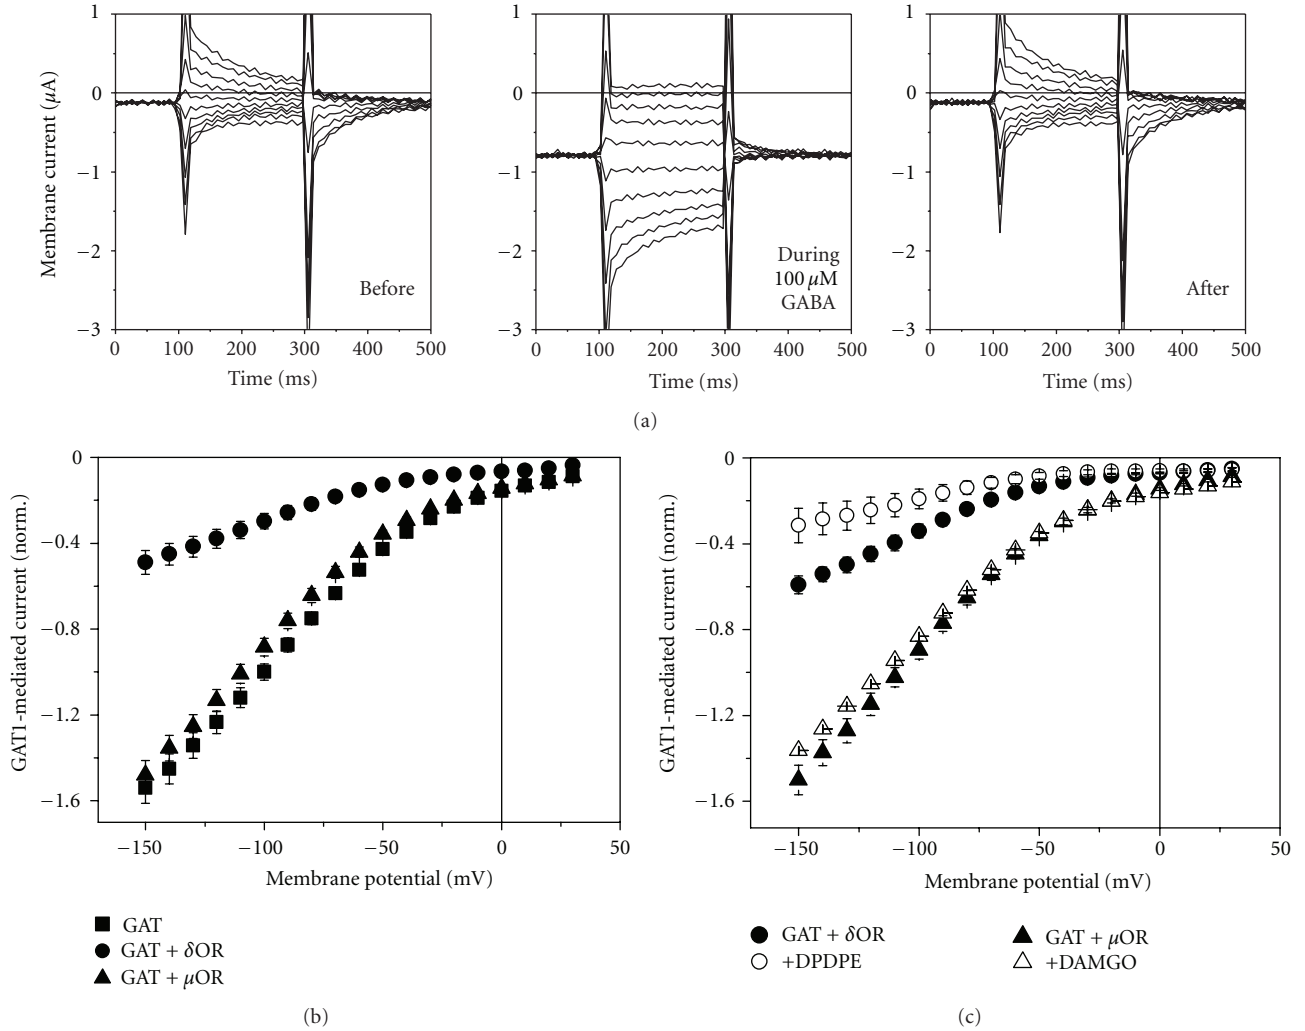 1
0
−1
−2
−3
Membrane current (μA)
Before
0 100 200 300 400 500
Time (ms)
1
0
−1
−2
−3
During
100 μM
GABA
0 100 200 300 400 500
Time (ms)
1
0
−1
−2
−3
After
0 100 200 300 400 500
Time (ms)
(a)
0
−0.4
−0.8
−1.2
−1.6
GAT1-mediated current (norm.)
−150 −100 −50 0 50
Membrane potential (mV)
GAT
GAT + δOR
GAT + μOR
(b)
0
−0.4
−0.8
−1.2
−1.6
GAT1-mediated current (norm.)
−150 −100 −50 0 50
Membrane potential (mV)
GAT + δOR
+DPDPE
GAT + μOR
+DAMGO
(c)